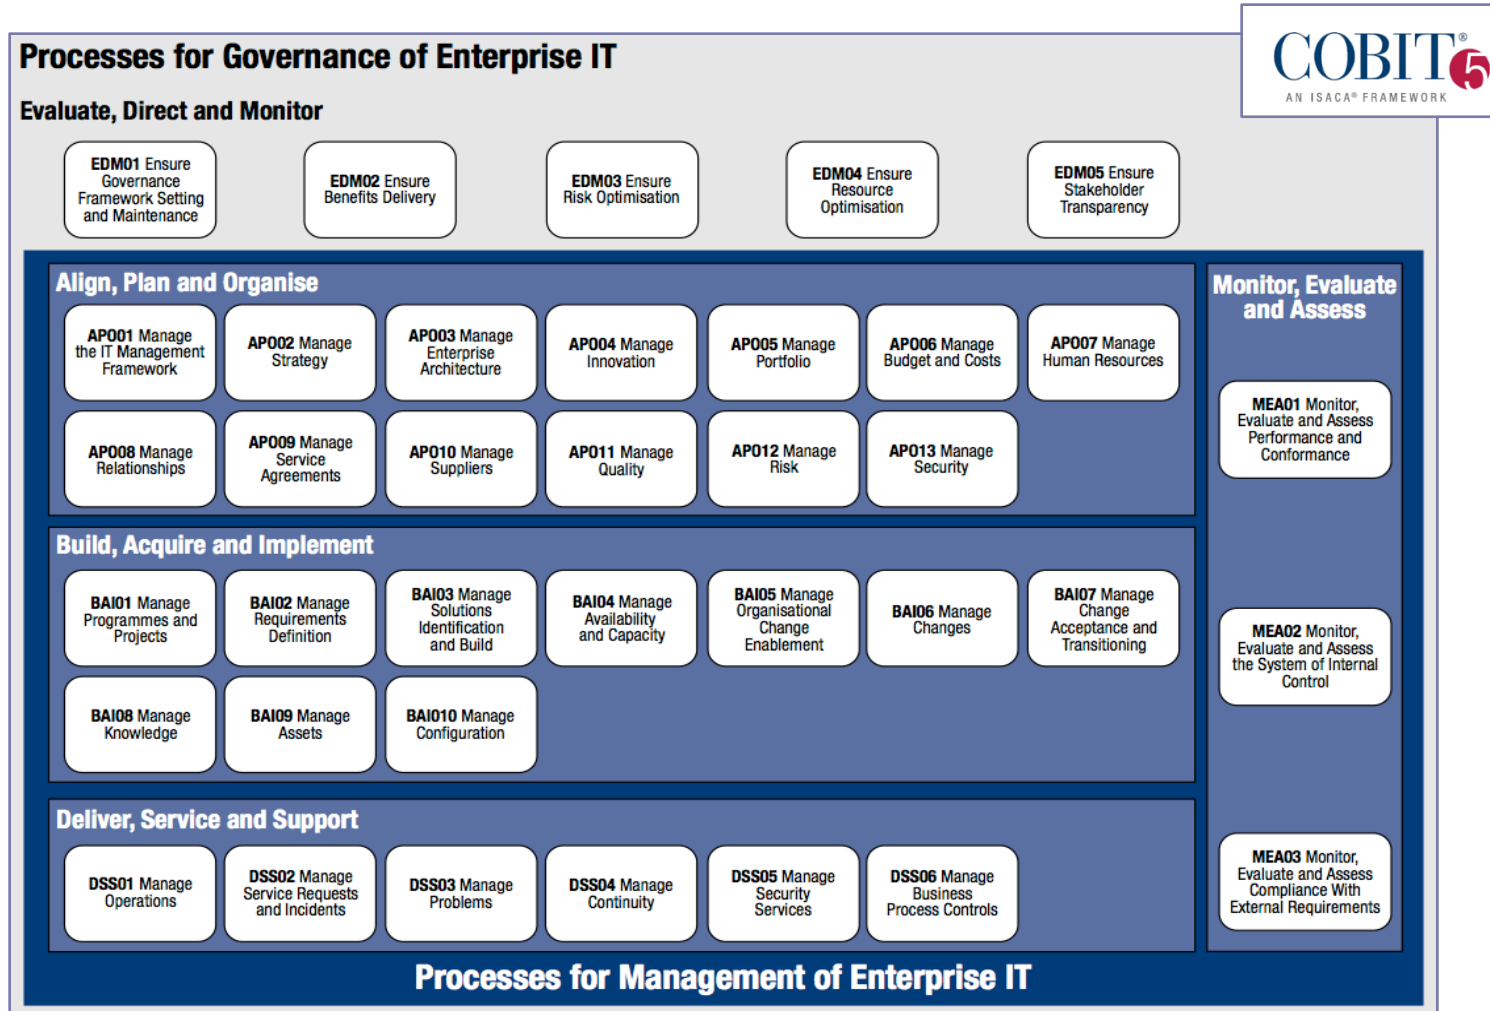 COBIT® 5
AN ISACA® FRAMEWORK
Processes for Governance of Enterprise IT
Evaluate, Direct and Monitor
EDM01 Ensure
Governance
Framework Setting
and Maintenance
EDM02 Ensure
Benefits Delivery
EDM03 Ensure
Risk Optimisation
EDM04 Ensure
Resource
Optimisation
EDM05 Ensure
Stakeholder
Transparency
Align, Plan and Organise
APO01 Manage
the IT Management
Framework
APO02 Manage
Strategy
APO03 Manage
Enterprise
Architecture
APO04 Manage
Innovation
APO05 Manage
Portfolio
APO06 Manage
Budget and Costs
APO07 Manage
Human Resources
APO08 Manage
Relationships
APO09 Manage
Service
Agreements
APO10 Manage
Suppliers
APO11 Manage
Quality
APO12 Manage
Risk
APO13 Manage
Security
Build, Acquire and Implement
BAI01 Manage
Programmes and
Projects
BAI02 Manage
Requirements
Definition
BAI03 Manage
Solutions
Identification
and Build
BAI04 Manage
Availability
and Capacity
BAI05 Manage
Organisational
Change
Enablement
BAI06 Manage
Changes
BAI07 Manage
Change
Acceptance and
Transitioning
BAI08 Manage
Knowledge
BAI09 Manage
Assets
BAI010 Manage
Configuration
Deliver, Service and Support
DSS01 Manage
Operations
DSS02 Manage
Service Requests
and Incidents
DSS03 Manage
Problems
DSS04 Manage
Continuity
DSS05 Manage
Security
Services
DSS06 Manage
Business
Process Controls
Monitor, Evaluate
and Assess
MEA01 Monitor,
Evaluate and Assess
Performance and
Conformance
MEA02 Monitor,
Evaluate and Assess
the System of Internal
Control
MEA03 Monitor,
Evaluate and Assess
Compliance With
External Requirements
Processes for Management of Enterprise IT